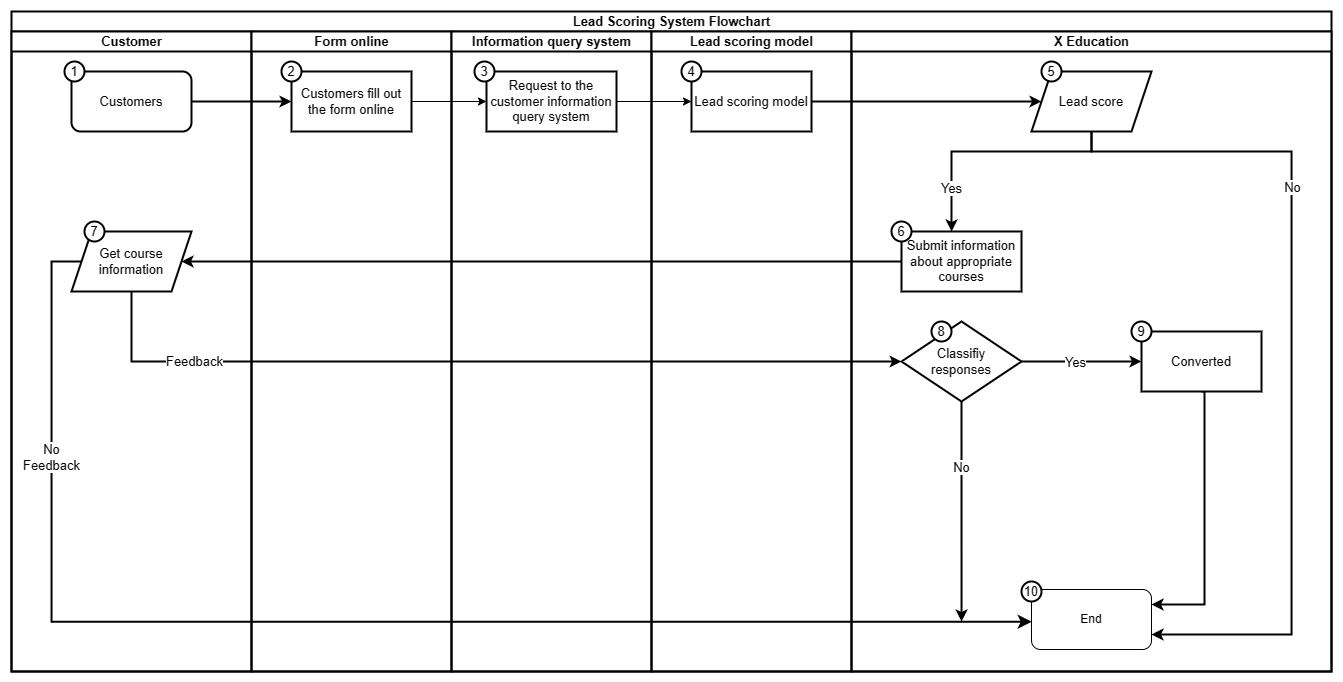 Lead Scoring System Flowchart
Customer
Form online
Information query system
Lead scoring model
X Education
1
Customers
2
Customers fill out
the form online
3
Request to the
customer information
query system
4
Lead scoring model
5
Lead score
Yes
No
7
Get course
information
6
Submit information
about appropriate
courses
Feedback
8
Classifiy
responses
Yes
9
Converted
No
Feedback
No
10
End